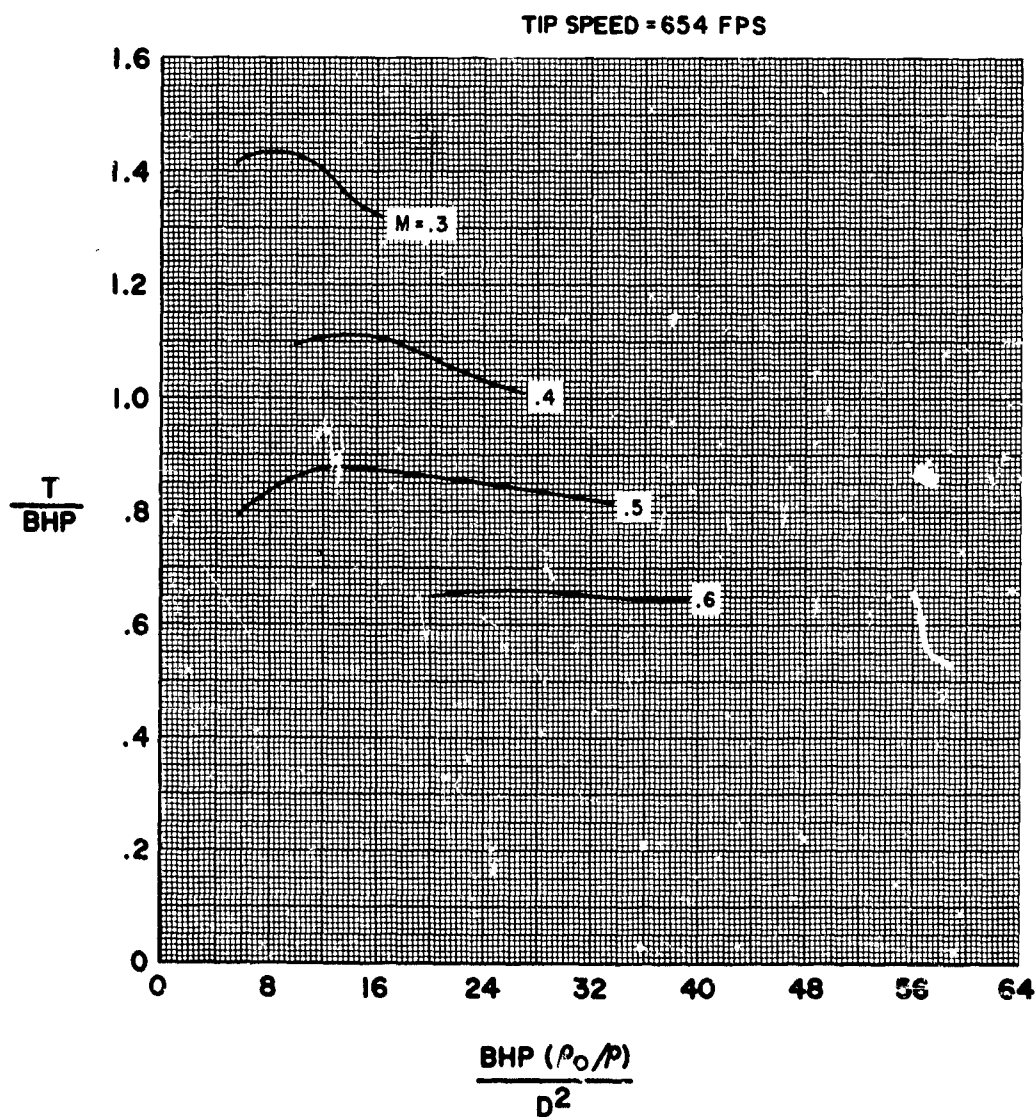 TIP SPEED = 654 FPS
1.6
1.4
1.2
1.0
.8
.6
.4
.2
0
T
BHP
M = .3
.4
.5
.6
0 8 16 24 32 40 48 56 64
BHP (ρ₀/ρ)
D²